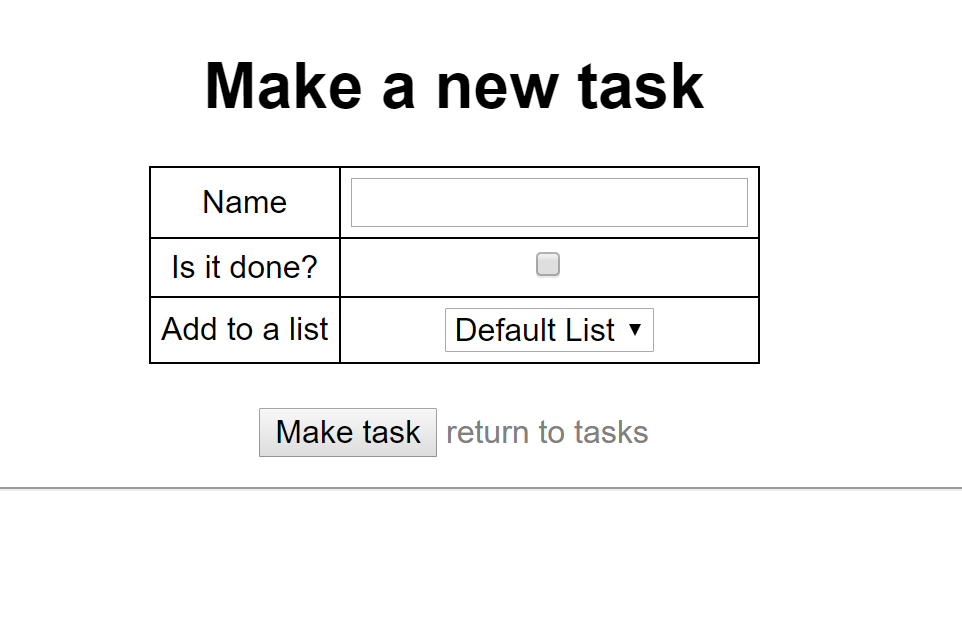 Make a new task
Name
Is it done?
Add to a list Default List
Make task return to tasks